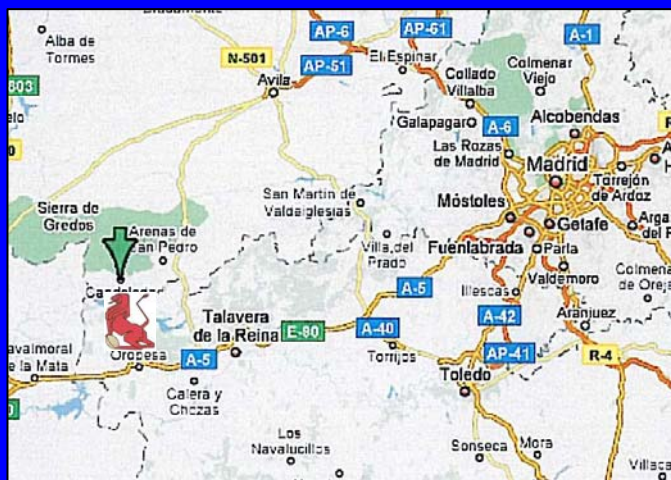 Alba de
Tormes
N-501
AP-6
AP-61
A-1
AP-51
El Espinar
Avila
Collado
Villalba
Colmenar
Viejo
Galapagar
A-6
Alcobendas
Las Rozas
de Madrid
Madrid
Torrejón
de Ardoz
San Martin de
Valdeiglesias
Móstoles
Getafe
Sierra de
Gredos
Arenas de
San Pedro
Villa del
Prado
Fuenlabrada
Parla
Valdemoro
A-5
Illescas
Talavera
de la Reina
E-80
A-40
A-42
Aranjuez
Oropesa
A-5
Torrijos
AP-41
R-4
de la Mata
Calera y
Chozas
Toledo
Los
Navalucillos
Sonseca
Mora